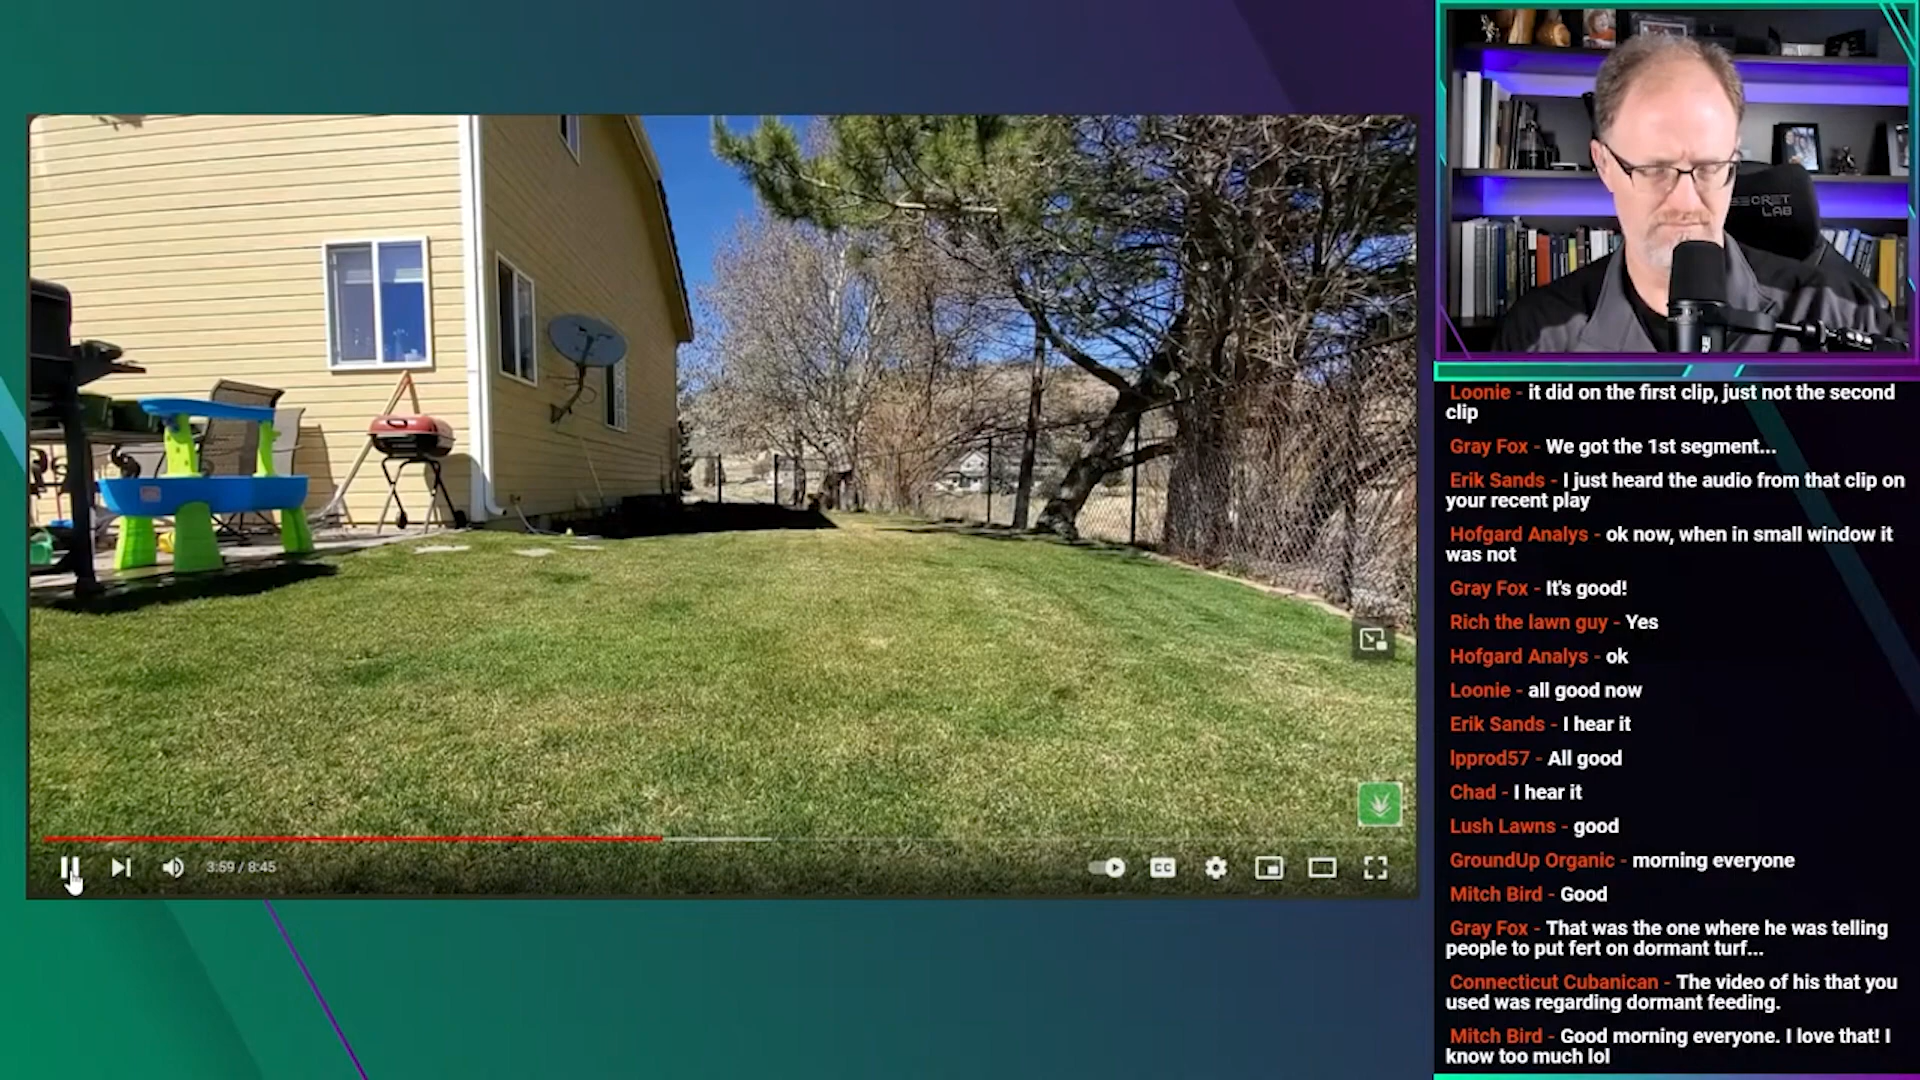 SECRET
LAB
Loonie - it did on the first clip, just not the second
clip
Gray Fox - We got the 1st segment...
Erik Sands - I just heard the audio from that clip on
your recent play
Hofgard Analys - ok now, when in small window it
was not
Gray Fox - It's good!
Rich the lawn guy - Yes
Hofgard Analys - ok
Loonie - all good now
Erik Sands - I hear it
lpprod57 - All good
Chad - I hear it
Lush Lawns - good
GroundUp Organic - morning everyone
Mitch Bird - Good
Gray Fox - That was the one where he was telling
people to put fert on dormant turf...
Connecticut Cubanican - The video of his that you
used was regarding dormant feeding.
Mitch Bird - Good morning everyone. I love that! I
know too much lol
3:59 / 8:45
CC